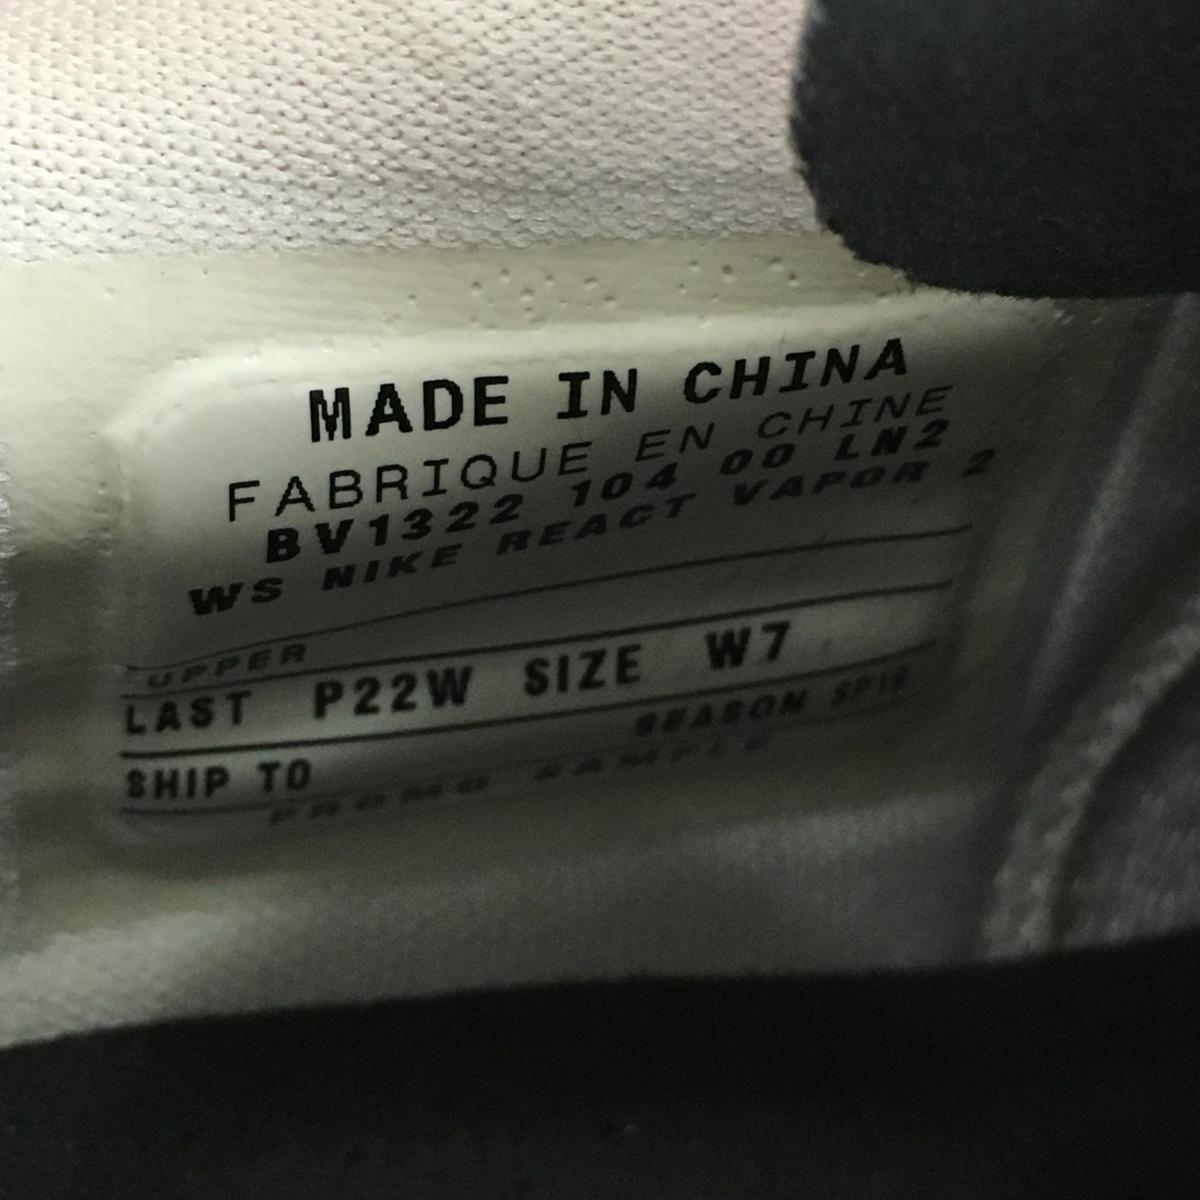 MADE IN CHINA
FABRIQUE EN CHINE
BV1322 104 00 LN2
WS NIKE REACT VAPOR 2
UPPER
LAST P22W SIZE W7
SEASON
SHIP TO
PROMO SAMPLE